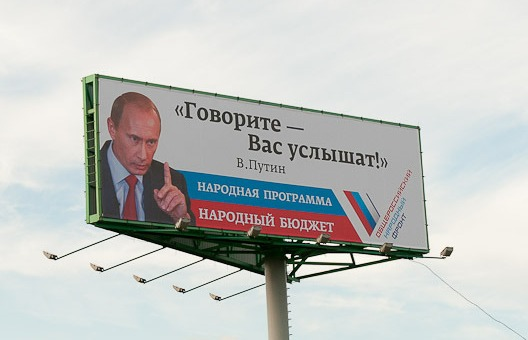 «Говорите —
Вас услышат!»
В.Путин
НАРОДНАЯ ПРОГРАММА
НАРОДНЫЙ БЮДЖЕТ
ОБЩЕРОССИЙСКИЙ
НАРОДНЫЙ
ФРОНТ